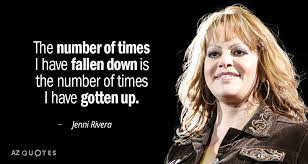 The number of times
I have fallen down is
the number of times
I have gotten up.
– Jenni Rivera
AZ QUOTES